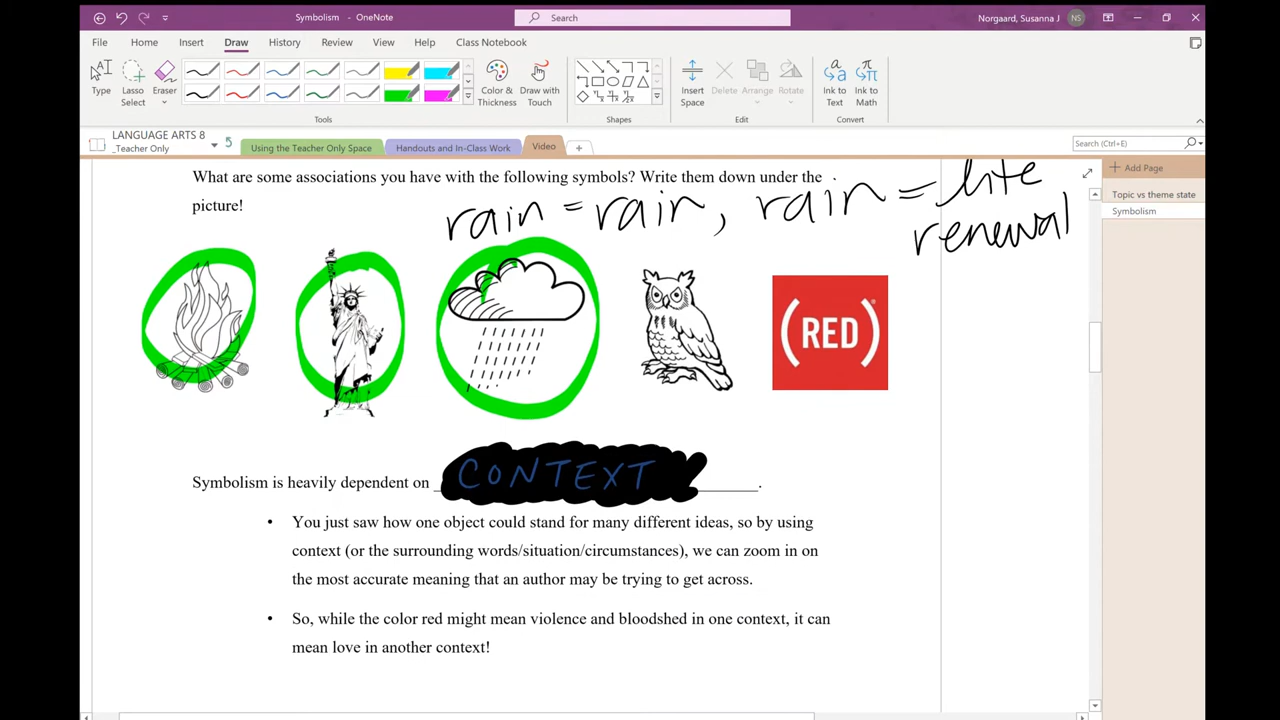 Symbolism - OneNote
Search
Norgaard, Susanna J
NS
File Home Insert Draw History Review View Help Class Notebook
Type
Lasso Select
Eraser
Color & Thickness
Draw with Touch
Insert Space
Delete
Arrange
Rotate
Ink to Text
Ink to Math
Tools
Shapes
Edit
Convert
LANGUAGE ARTS 8
_Teacher Only
Using the Teacher Only Space
Handouts and In-Class Work
Video
Search (Ctrl+E)
Add Page
Topic vs theme state
Symbolism
What are some associations you have with the following symbols? Write them down under the
picture!
rain = rain, rain = life
renewal
(RED)®
Symbolism is heavily dependent on CONTEXT.
• You just saw how one object could stand for many different ideas, so by using
context (or the surrounding words/situation/circumstances), we can zoom in on
the most accurate meaning that an author may be trying to get across.
• So, while the color red might mean violence and bloodshed in one context, it can
mean love in another context!